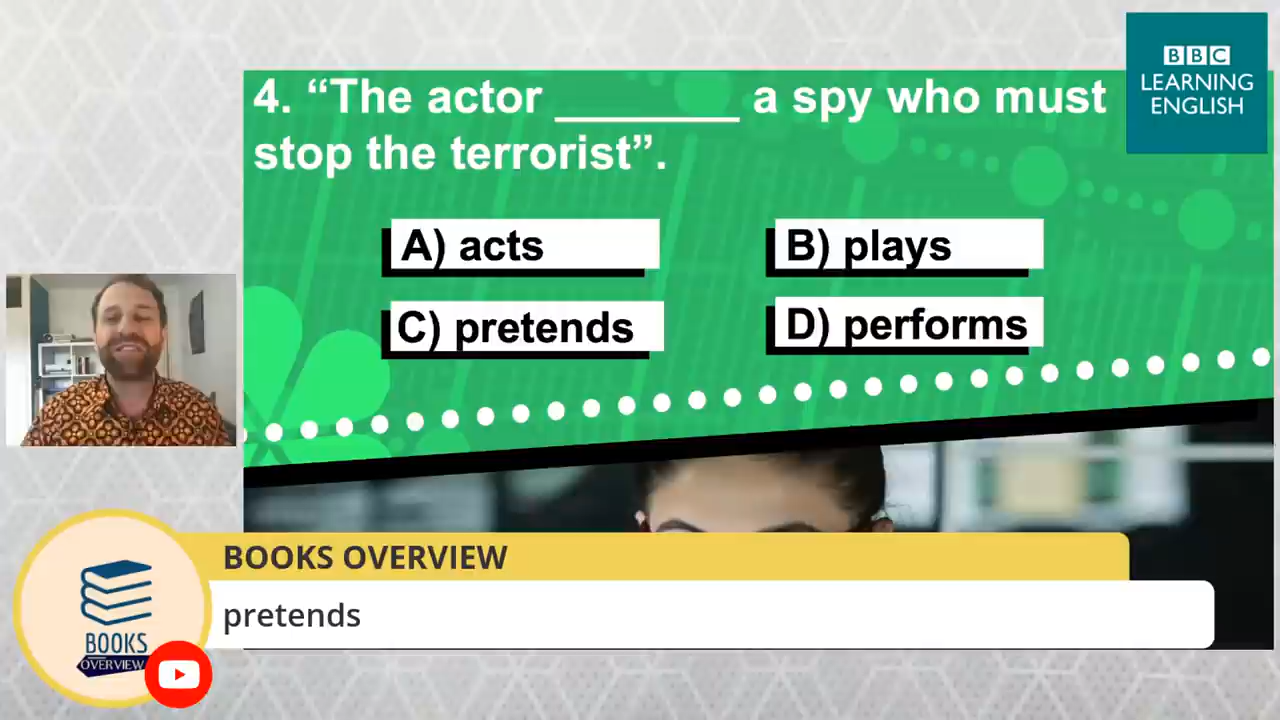 4. “The actor ________ a spy who must
stop the terrorist”.
A) acts
B) plays
C) pretends
D) performs
BBC
LEARNING
ENGLISH
BOOKS OVERVIEW
pretends
BOOKS
OVERVIEW